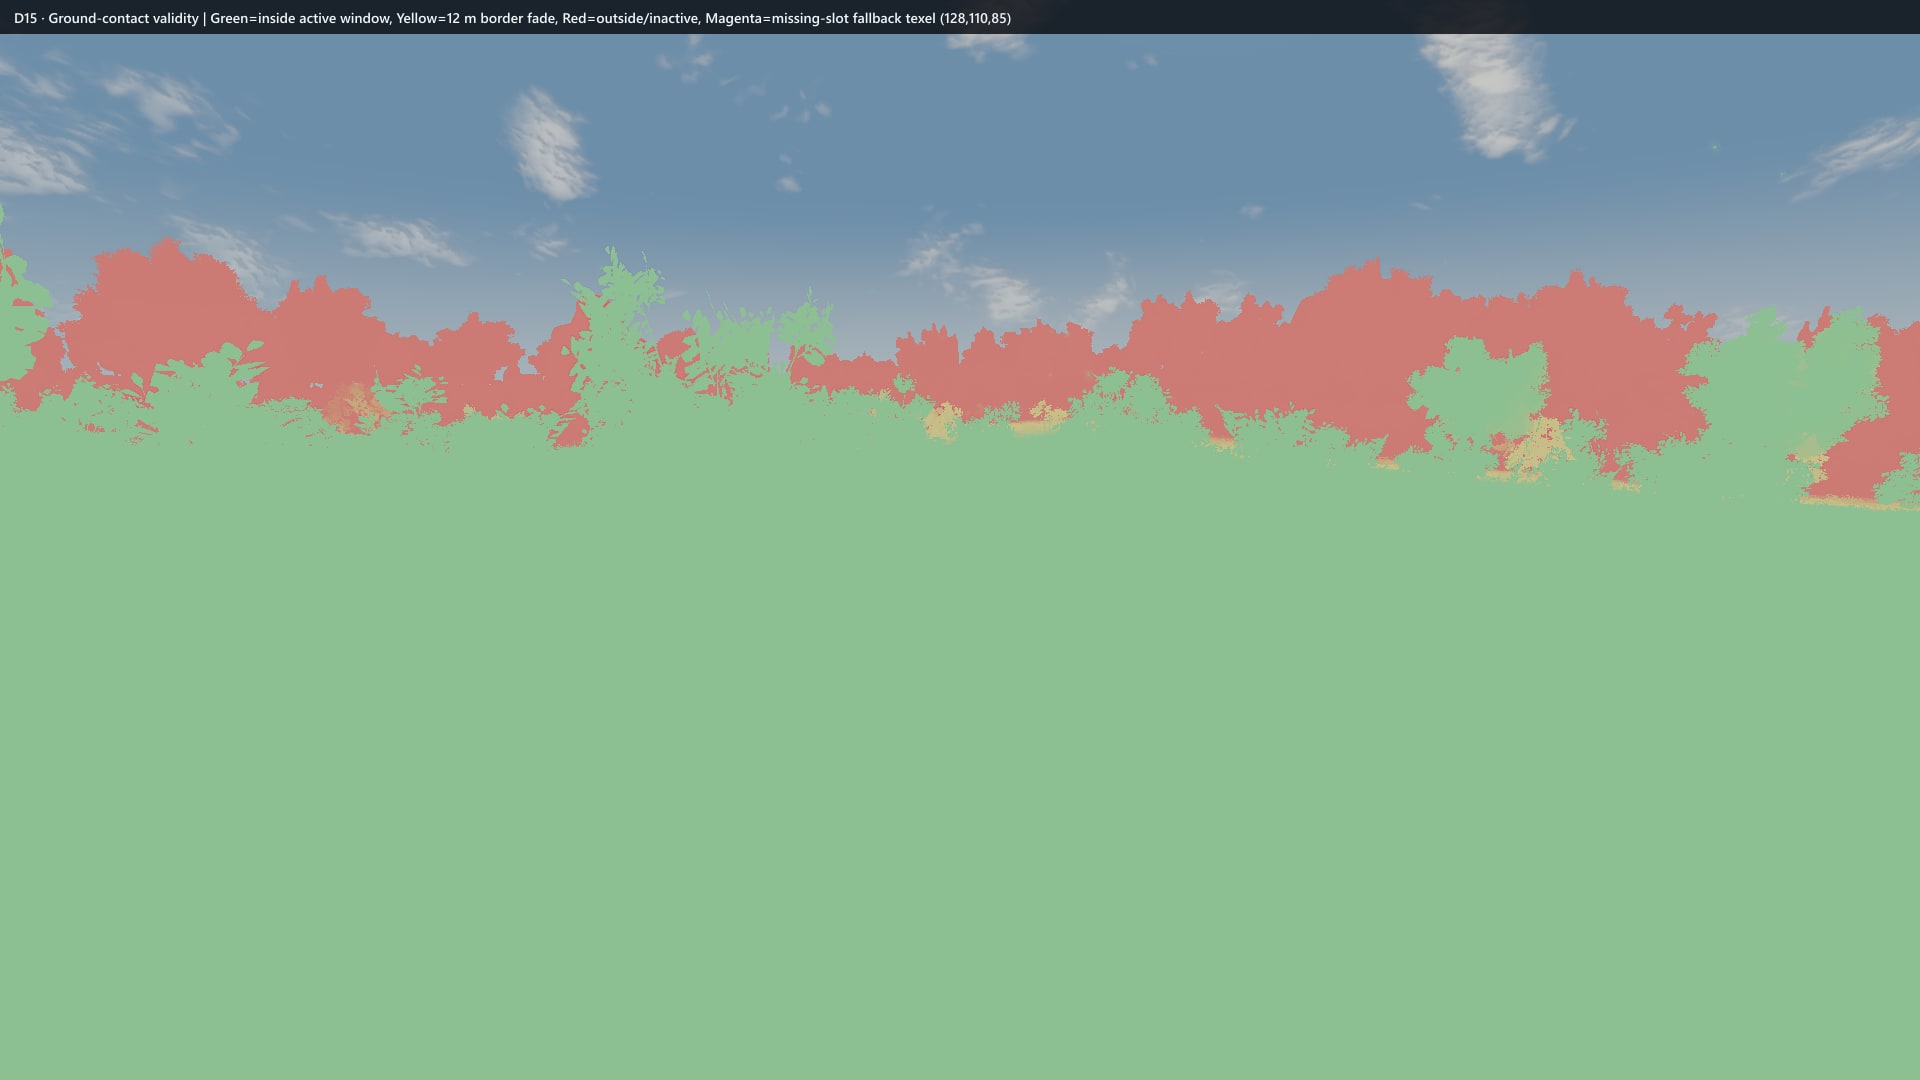 D15 · Ground-contact validity | Green=inside active window, Yellow=12 m border fade, Red=outside/inactive, Magenta=missing-slot fallback texel (128,110,85)